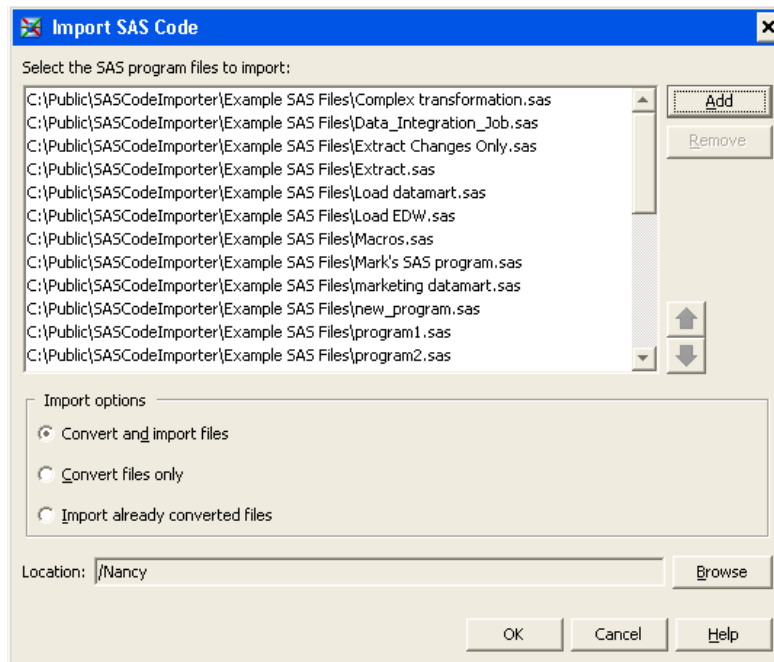 Import SAS Code
Select the SAS program files to import:
C:\Public\SASCodeImporter\Example SAS Files\Complex transformation.sas
C:\Public\SASCodeImporter\Example SAS Files\Data_Integration_Job.sas
C:\Public\SASCodeImporter\Example SAS Files\Extract Changes Only.sas
C:\Public\SASCodeImporter\Example SAS Files\Extract.sas
C:\Public\SASCodeImporter\Example SAS Files\Load datamart.sas
C:\Public\SASCodeImporter\Example SAS Files\Load EDW.sas
C:\Public\SASCodeImporter\Example SAS Files\Macros.sas
C:\Public\SASCodeImporter\Example SAS Files\Mark's SAS program.sas
C:\Public\SASCodeImporter\Example SAS Files\marketing datamart.sas
C:\Public\SASCodeImporter\Example SAS Files\new_program.sas
C:\Public\SASCodeImporter\Example SAS Files\program1.sas
C:\Public\SASCodeImporter\Example SAS Files\program2.sas
Add
Remove
Import options
Convert and import files
Convert files only
Import already converted files
Location: /Nancy Browse
OK Cancel Help